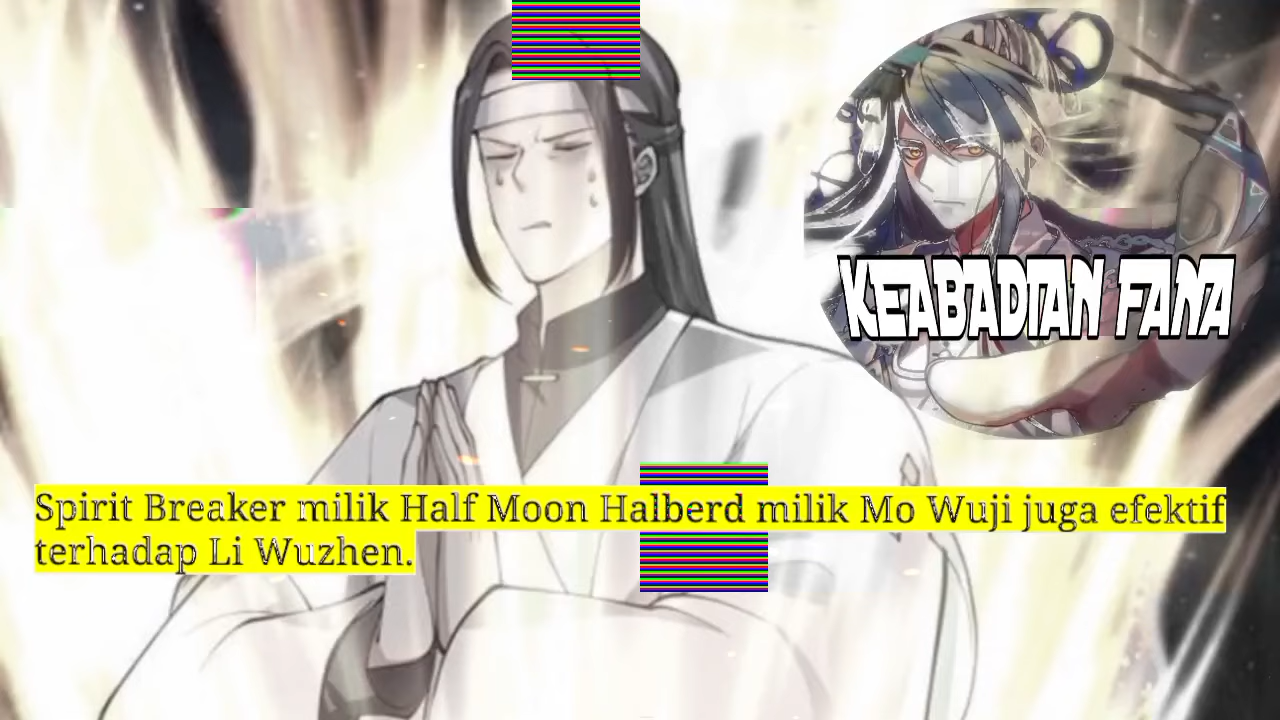 KEABADIAN FANA
Spirit Breaker milik Half Moon Halberd milik Mo Wuji juga efektif
terhadap Li Wuzhen.